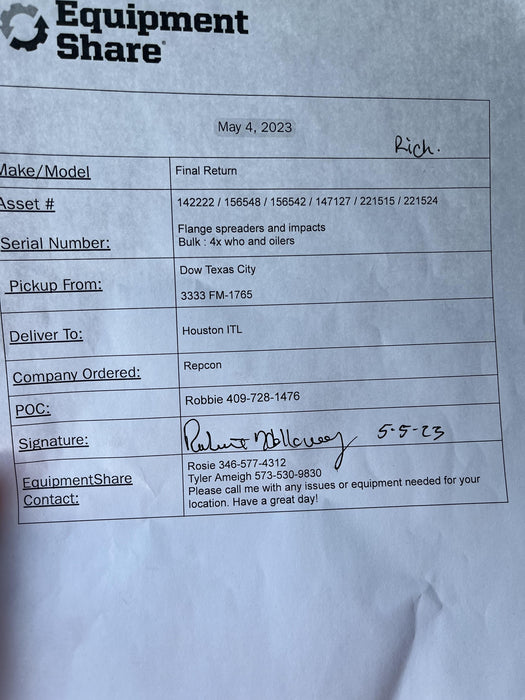 Equipment
Share
May 4, 2023
Rich.
Make/Model
Final Return
Asset #
142222 / 156548 / 156542 / 147127 / 221515 / 221524
Serial Number:
Flange spreaders and impacts
Bulk : 4x who and oilers
Pickup From:
Dow Texas City
3333 FM-1765
Deliver To:
Houston ITL
Company Ordered:
Repcon
POC:
Robbie 409-728-1476
Signature:
Robert Holloway 5-5-23
EquipmentShare
Contact:
Rosie 346-577-4312
Tyler Ameigh 573-530-9830
Please call me with any issues or equipment needed for your
location. Have a great day!